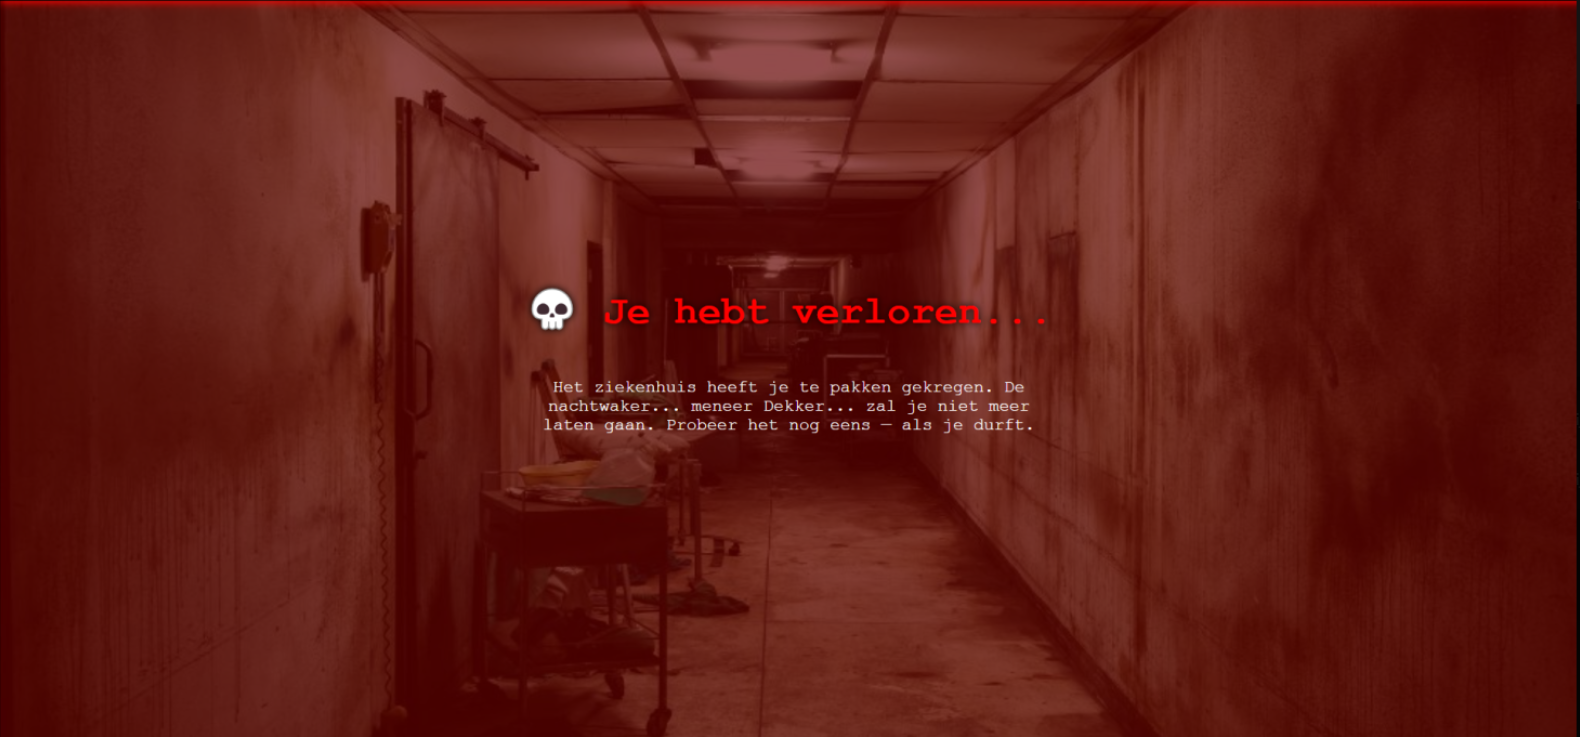 💀 Je hebt verloren...
Het ziekenhuis heeft je te pakken gekregen. De
nachtwaker... meneer Dekker... zal je niet meer
laten gaan. Probeer het nog eens — als je durft.